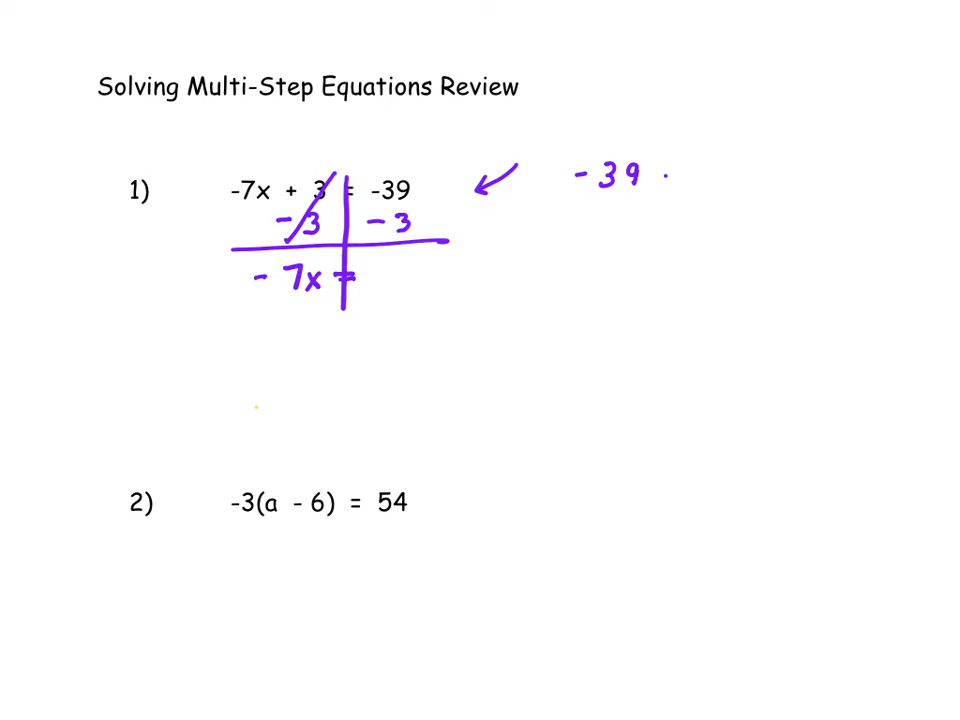 Solving Multi-Step Equations Review
1) -7x + 3 = -39
- 39
- 3 - 3
- 7x =
2) -3(a - 6) = 54